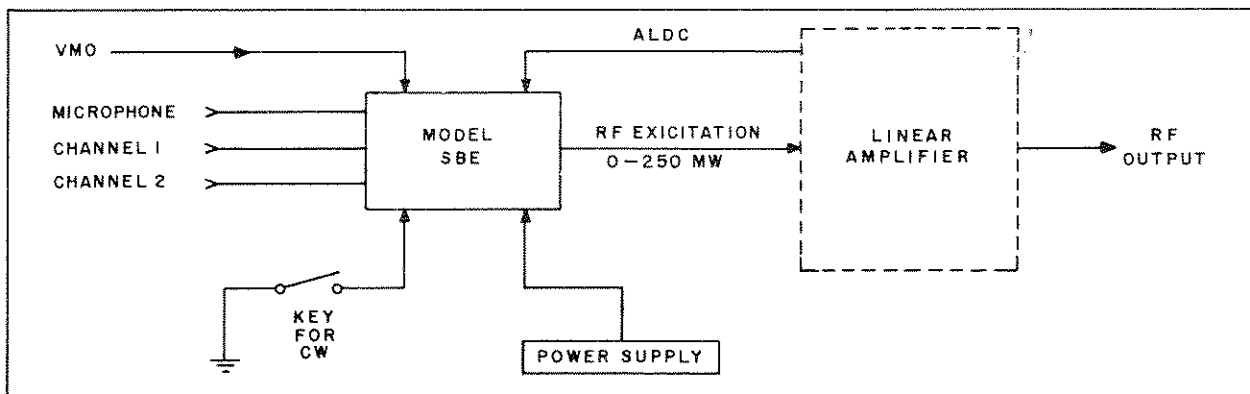 VMO
ALDC
MICROPHONE
CHANNEL 1
CHANNEL 2
MODEL
SBE
RF EXICITATION
0-250 MW
LINEAR
AMPLIFIER
RF
OUTPUT
KEY
FOR
CW
POWER SUPPLY